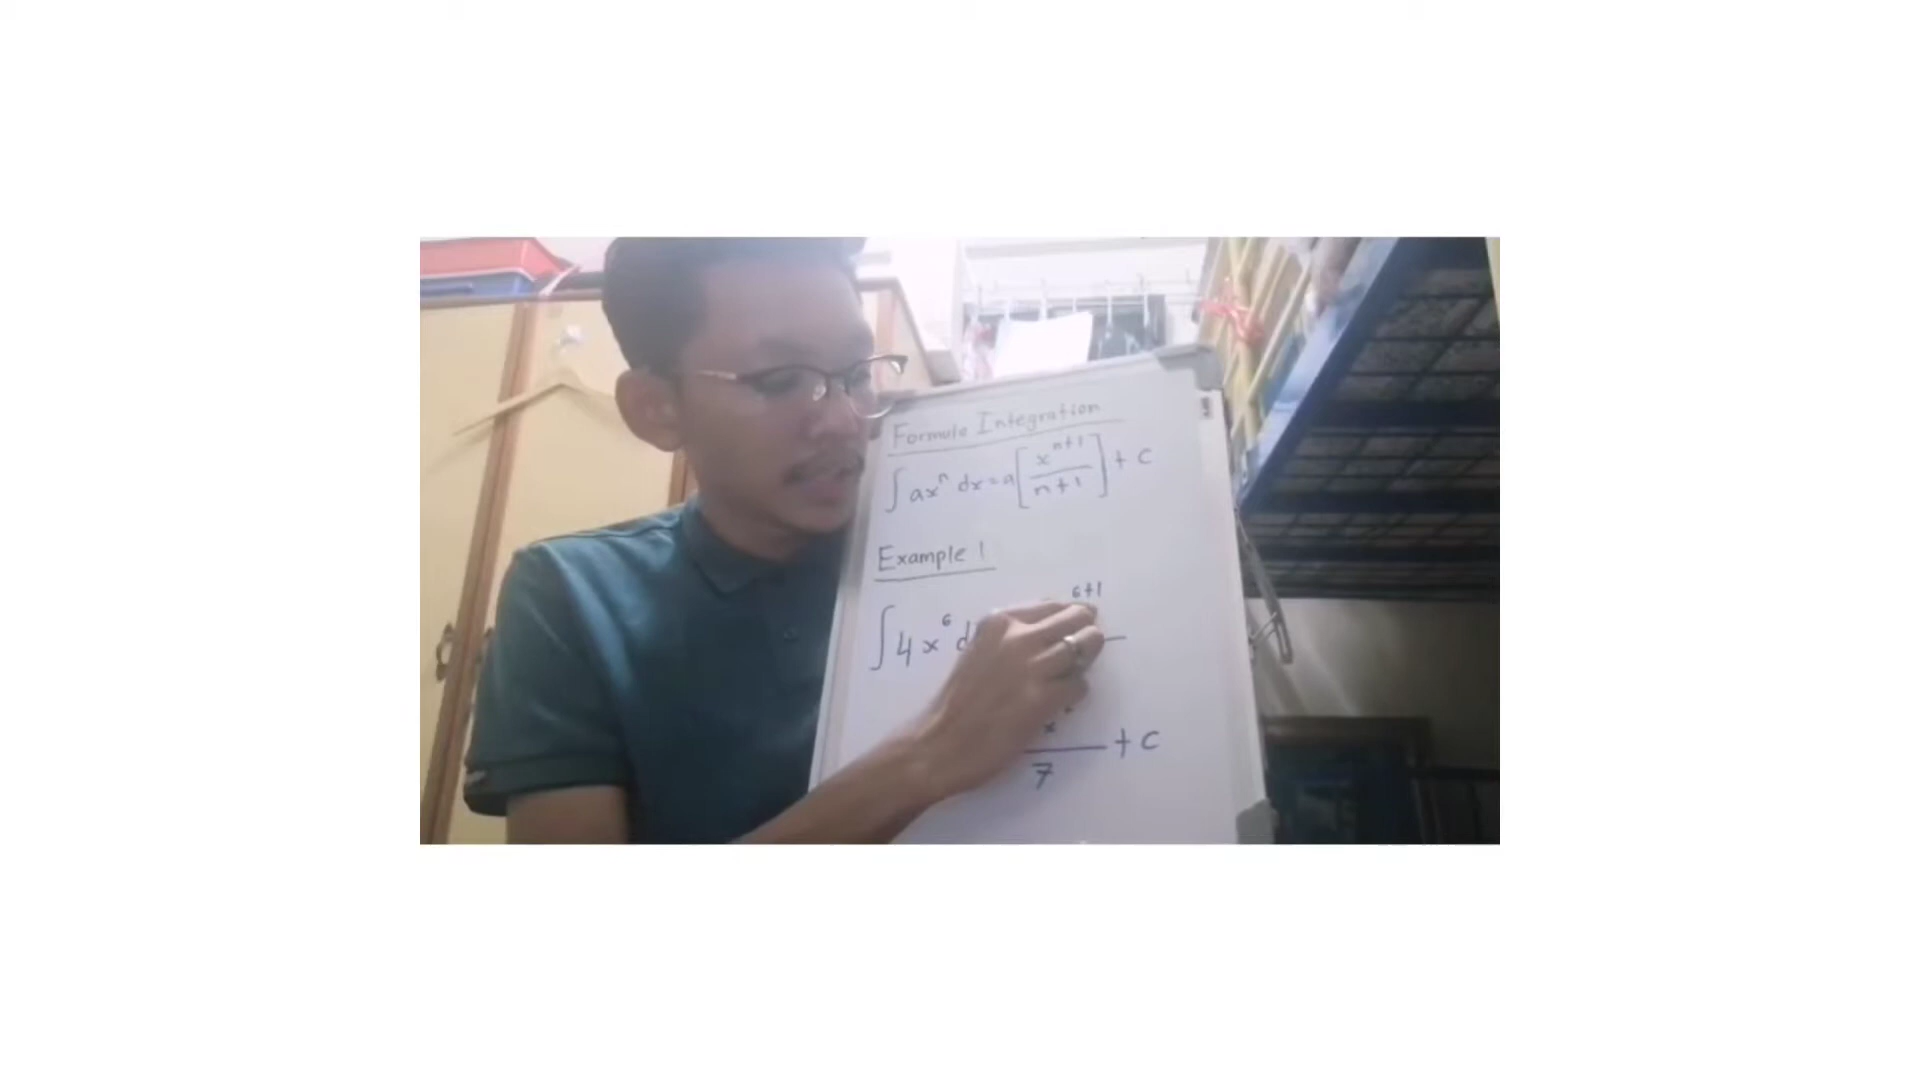 Formula Integration
∫ axⁿ dx = a[xⁿ⁺¹/n+1] + C
Example 1
∫ 4x⁶ d
6+1
x
7 + C